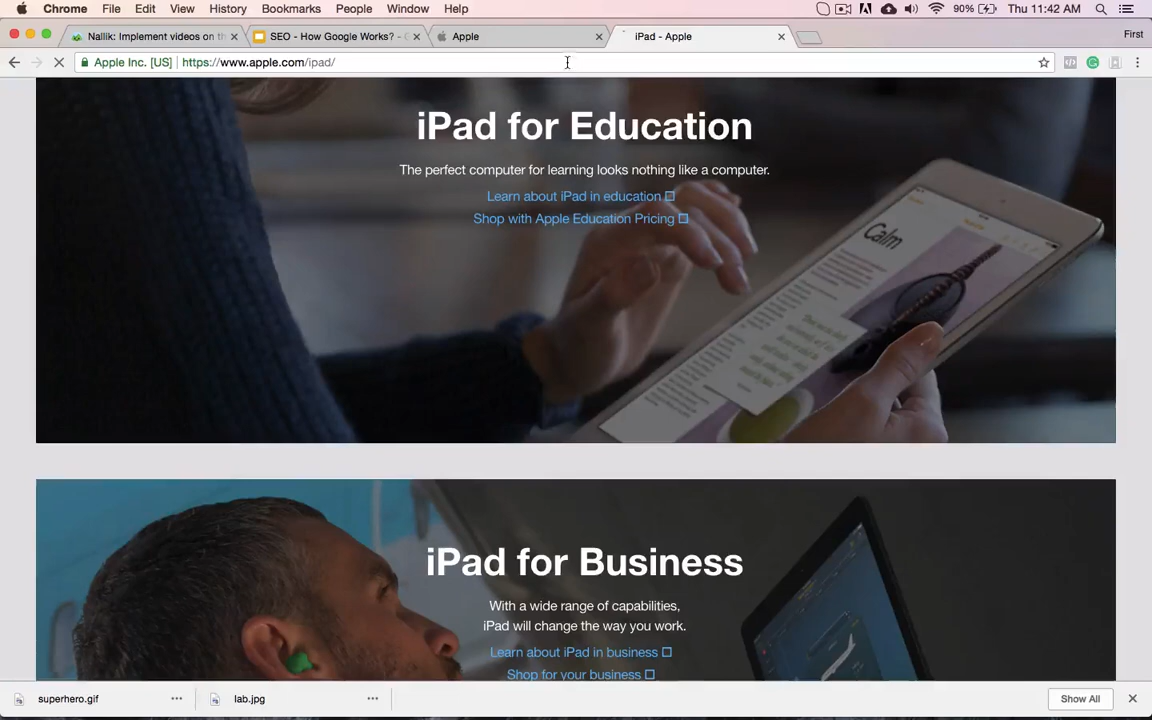 Chrome File Edit View History Bookmarks People Window Help 90% Thu 11:42 AM
Nallik: Implement videos on th SEO - How Google Works? - G Apple iPad - Apple First
Apple Inc. [US] https://www.apple.com/ipad/
iPad for Education
The perfect computer for learning looks nothing like a computer.
Learn about iPad in education
Shop with Apple Education Pricing
Calm
iPad for Business
With a wide range of capabilities,
iPad will change the way you work.
Learn about iPad in business
Shop for your business
superhero.gif lab.jpg Show All